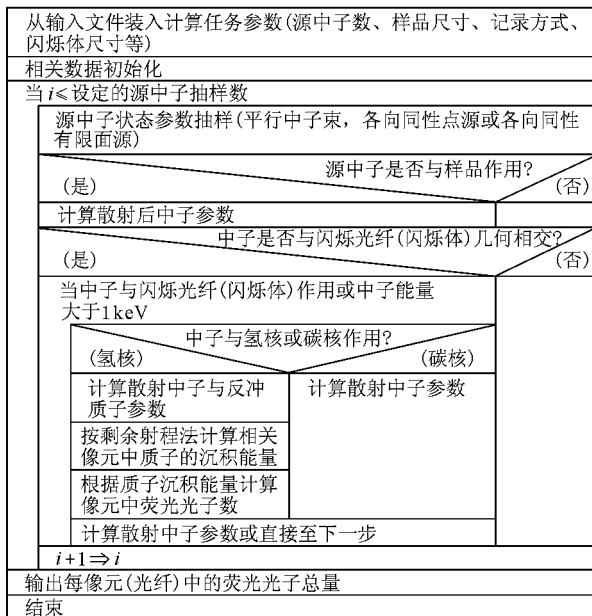 从输入文件装入计算任务参数(源中子数、样品尺寸、记录方式、
闪烁体尺寸等)
相关数据初始化
当i≤设定的源中子抽样数
源中子状态参数抽样(平行中子束，各向同性点源或各向同性
有限面源)
源中子是否与样品作用?
(是)
(否)
计算散射后中子参数
中子是否与闪烁光纤(闪烁体)几何相交?
(是)
(否)
当中子与闪烁光纤(闪烁体)作用或中子能量
大于1keV
中子与氢核或碳核作用?
(氢核)
(碳核)
计算散射中子与反冲
质子参数
计算散射中子参数
按剩余射程法计算相关
像元中质子的沉积能量
根据质子沉积能量计算
像元中荧光光子数
计算散射中子参数或直接至下一步
i+1⇒i
输出每像元(光纤)中的荧光光子总量
结束